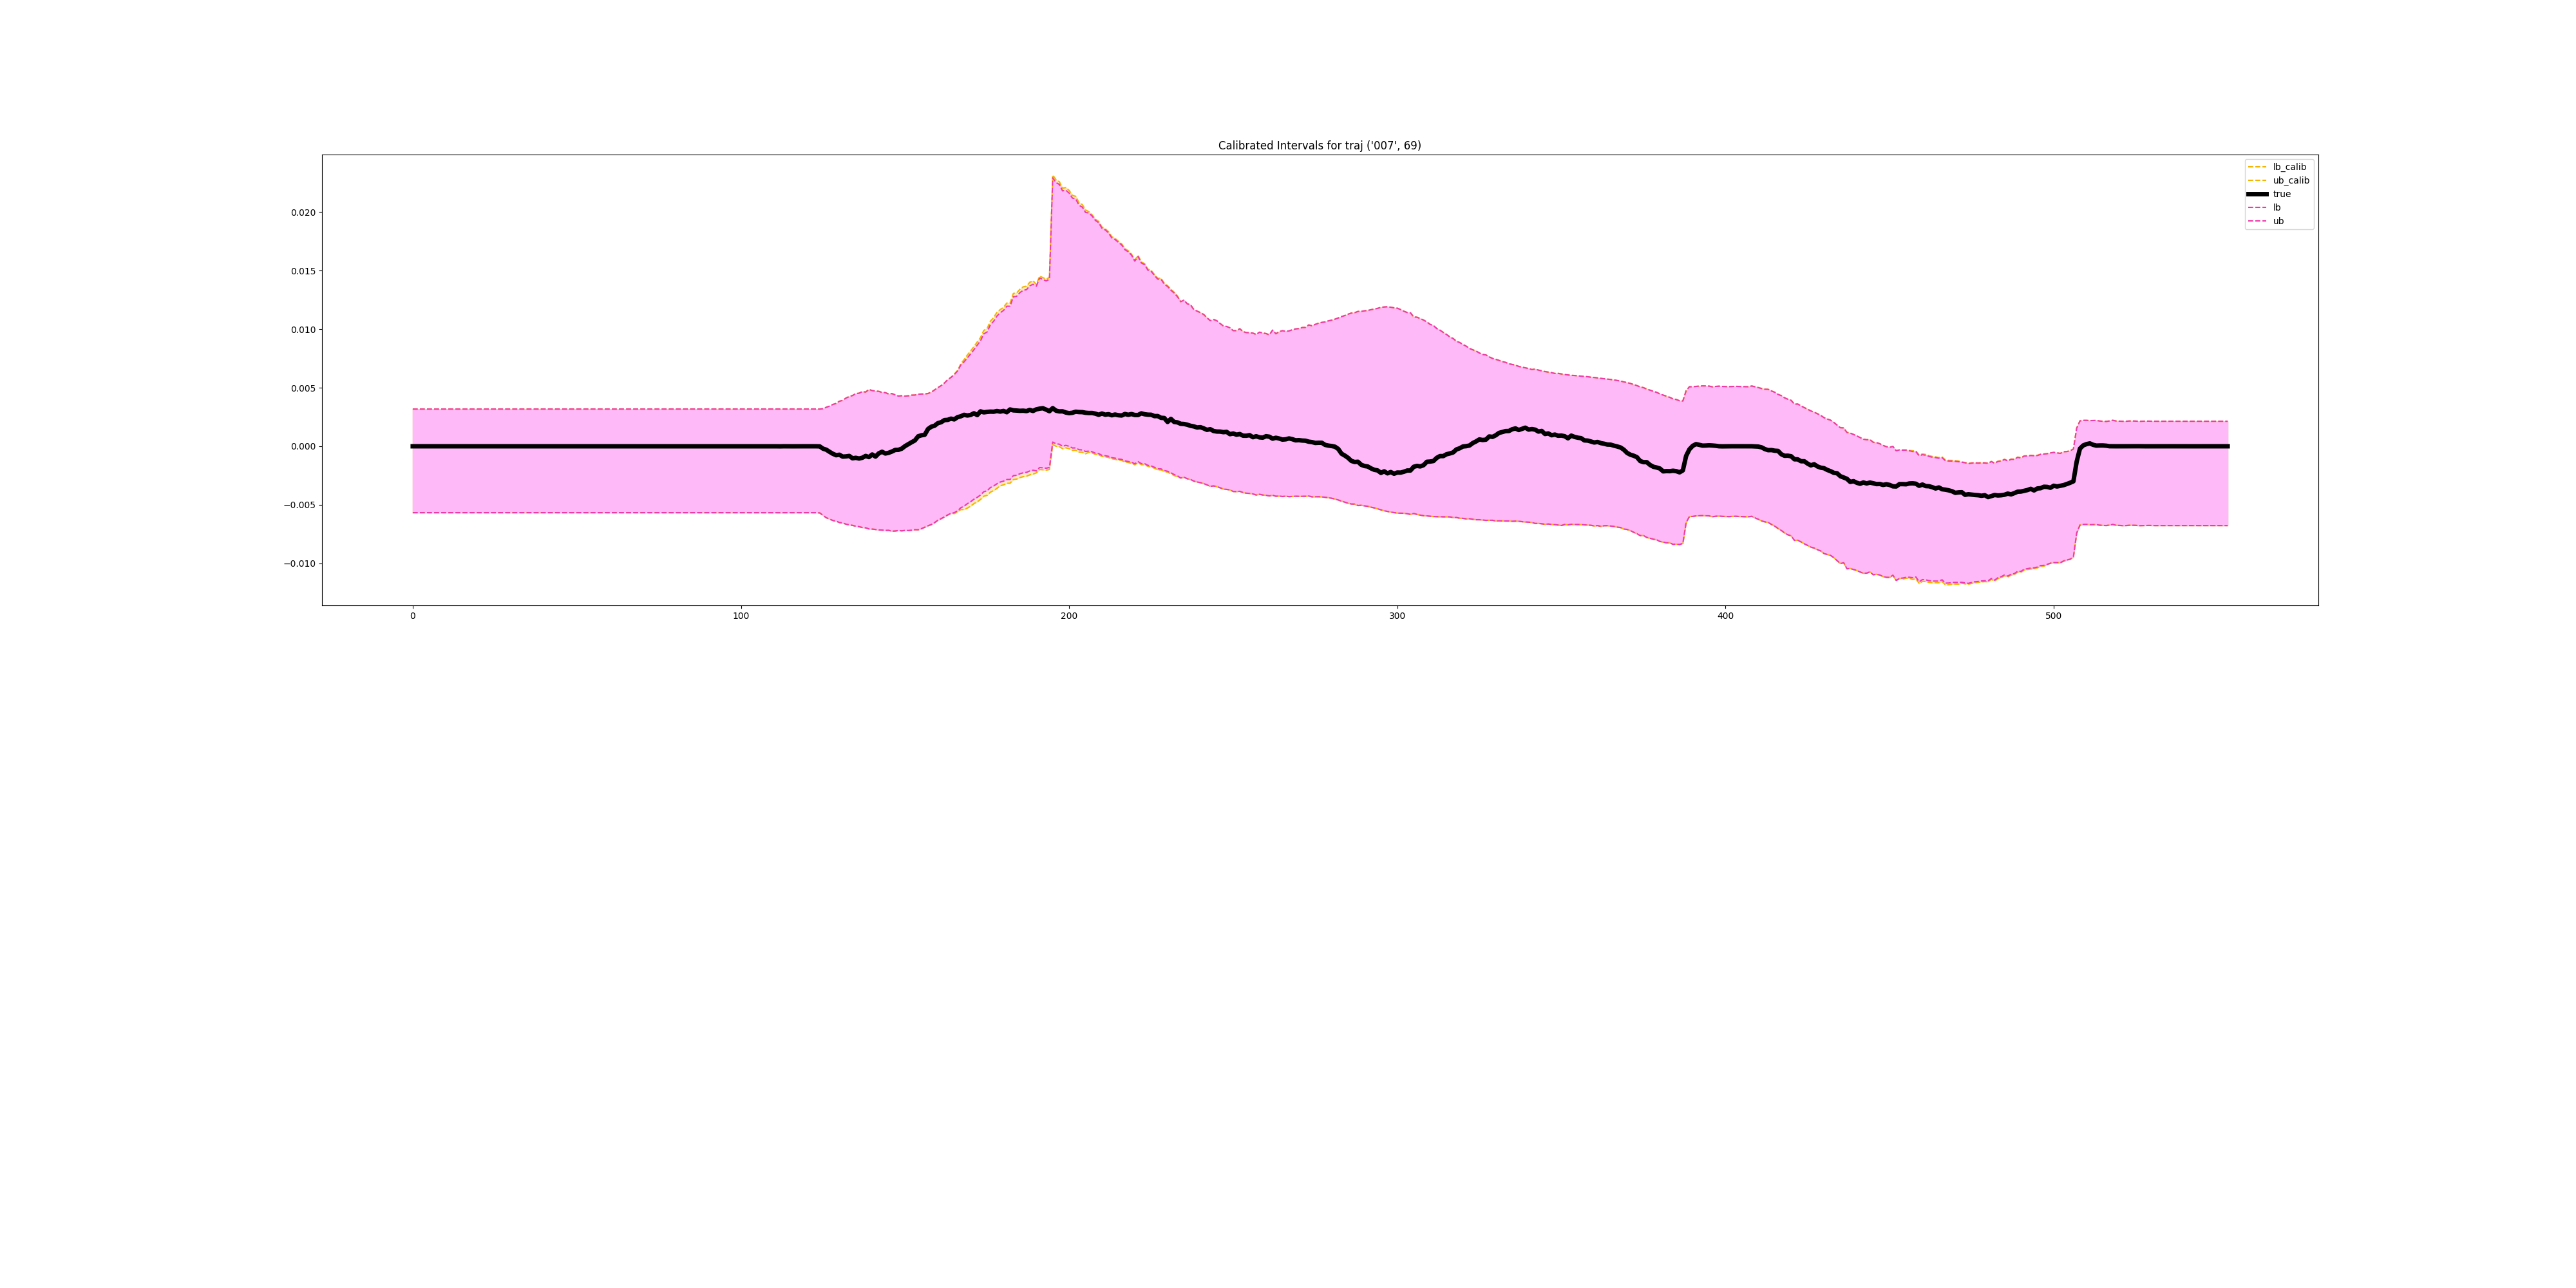 Calibrated Intervals for traj ('007', 69)
lb_calib
ub_calib
true
lb
ub
0.020
0.015
0.010
0.005
0.000
−0.005
−0.010
0 100 200 300 400 500